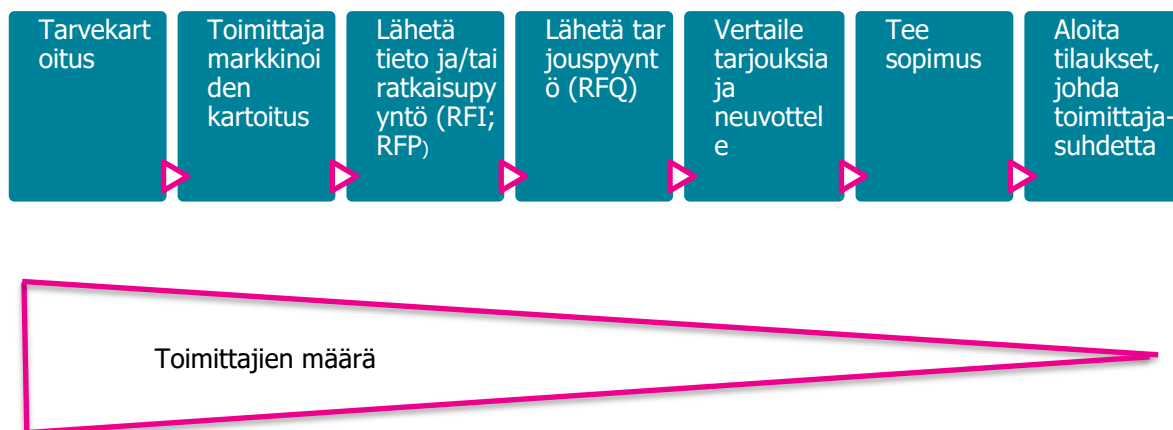 Tarvekart
oitus
Toimittaja
markkinoi
den
kartoitus
Lähetä
tieto ja/tai
ratkaisupy
yntö (RFI;
RFP)
Lähetä tar
jouspyynt
ö (RFQ)
Vertaile
tarjouksia
ja
neuvottel
e
Tee
sopimus
Aloita
tilaukset,
johda
toimittaja-
suhdetta
Toimittajien määrä